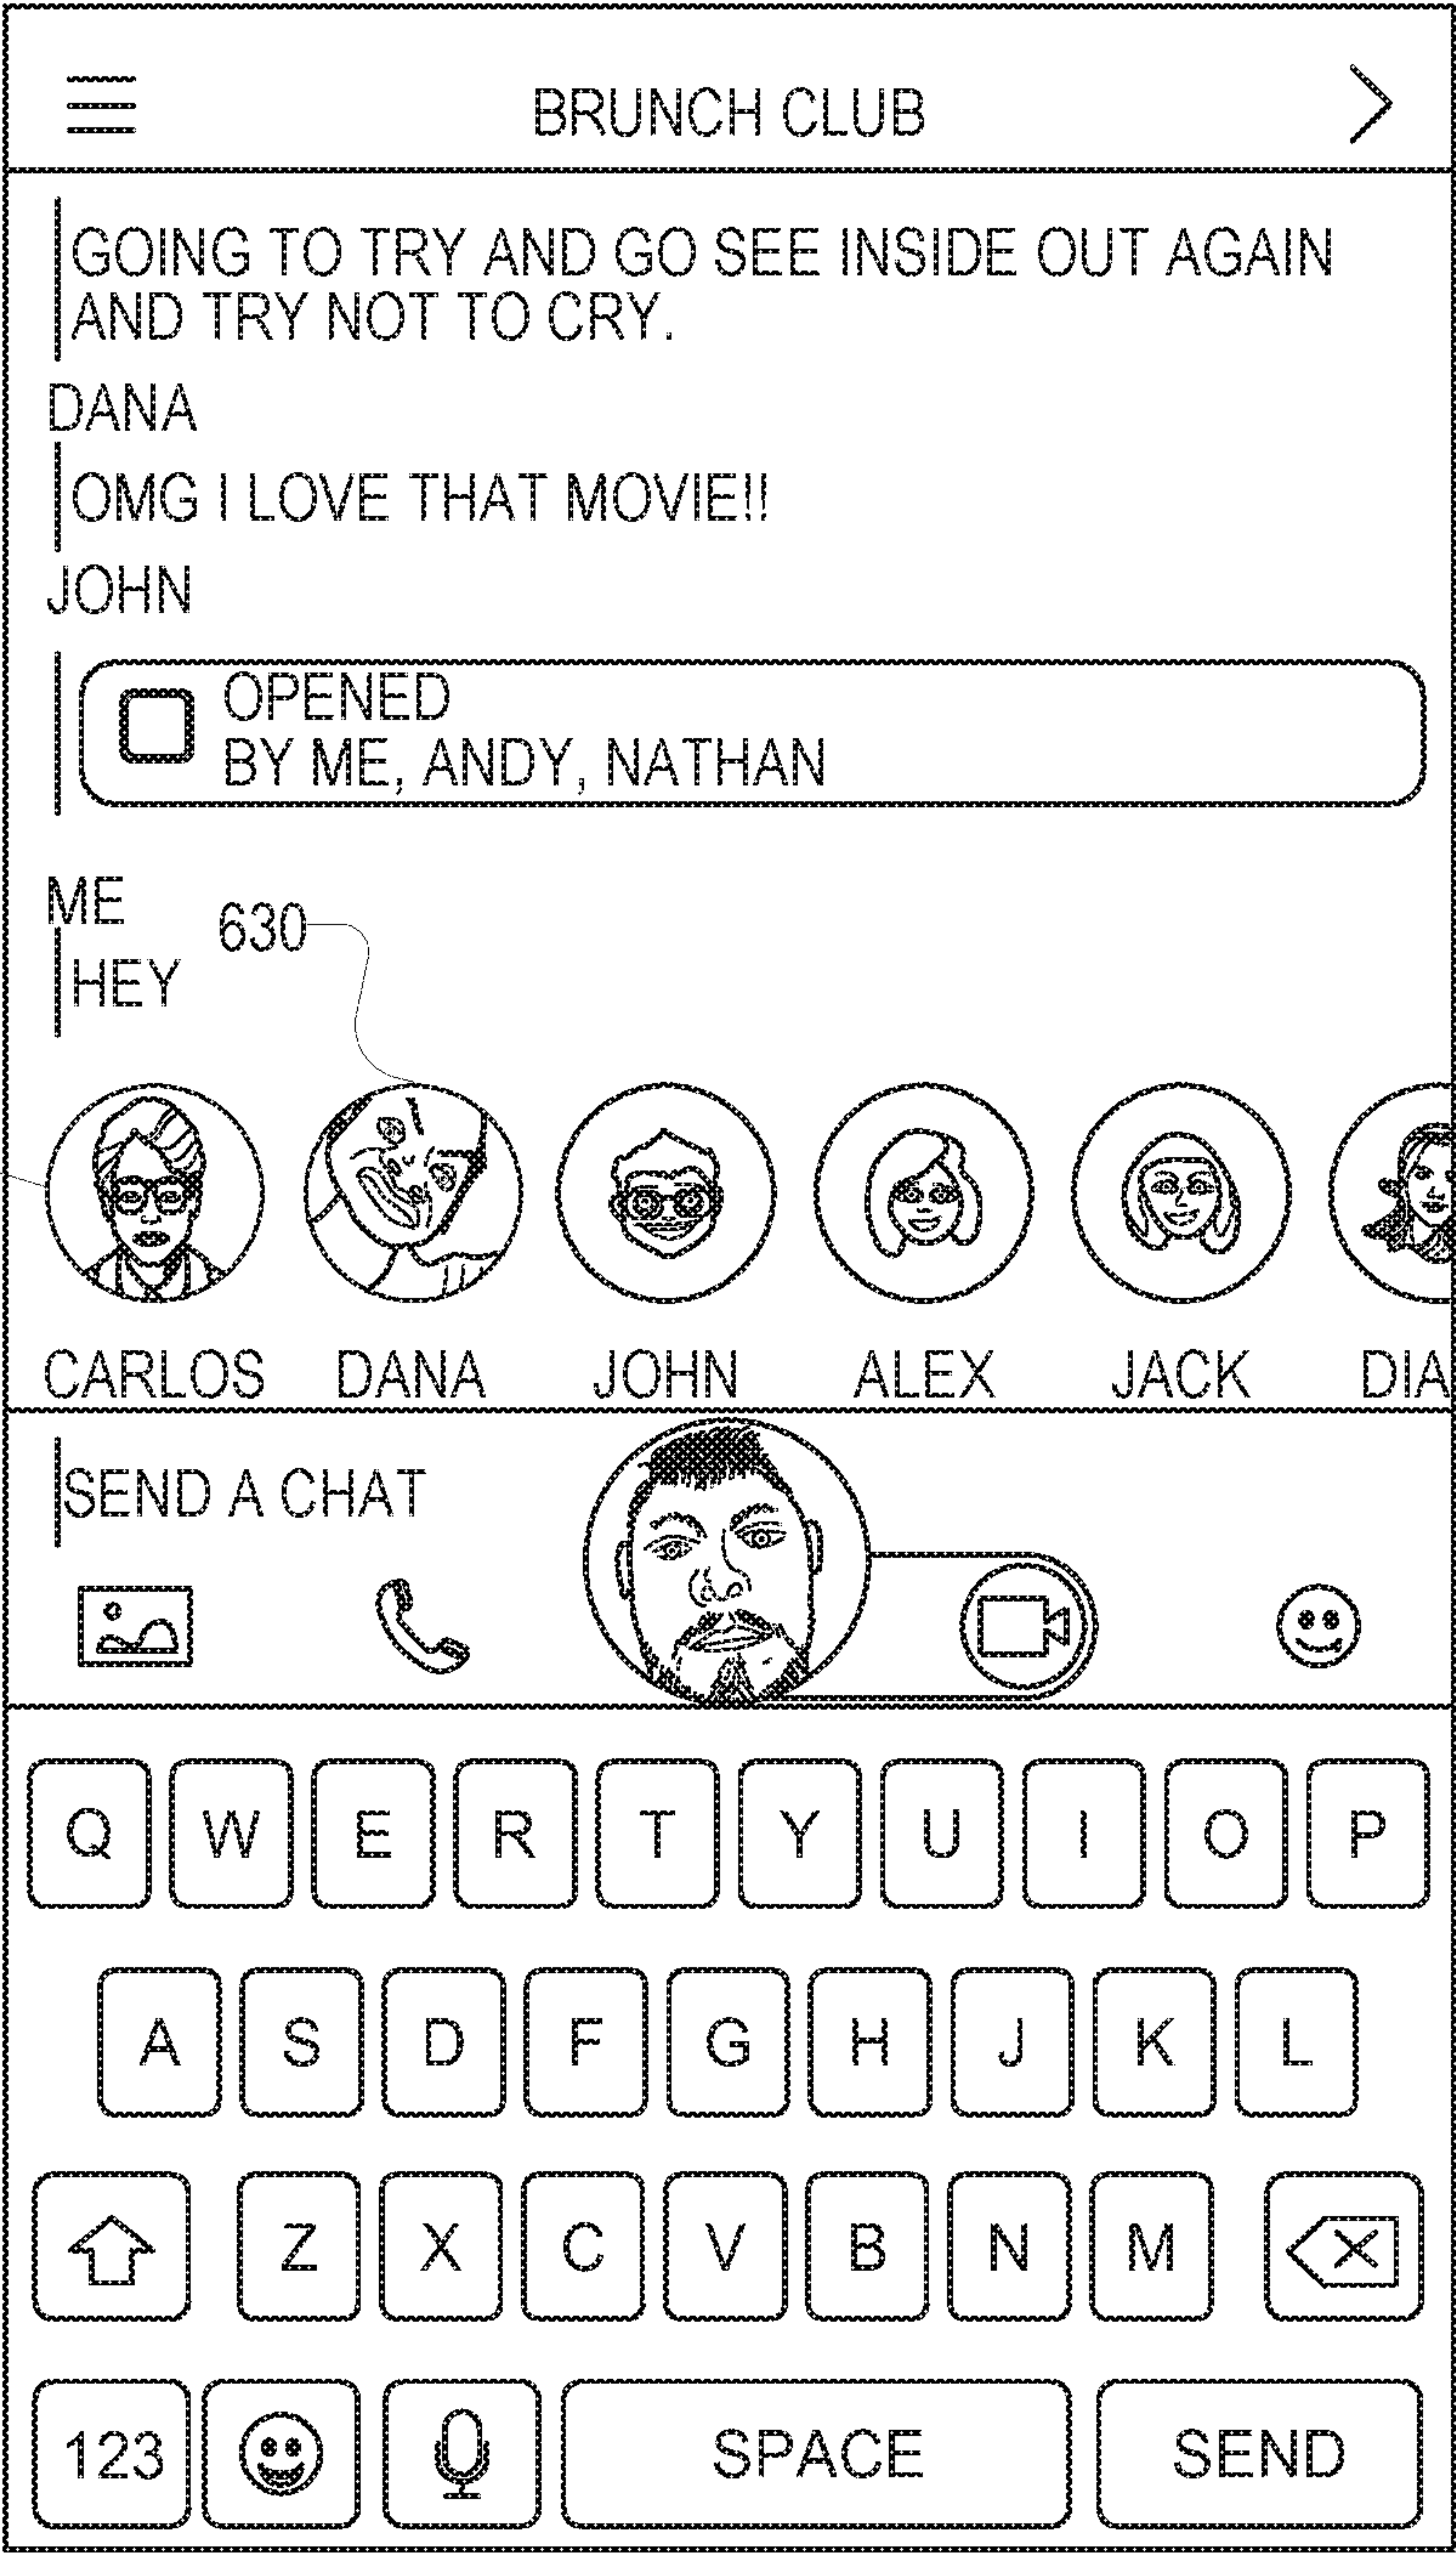 BRUNCH CLUB
GOING TO TRY AND GO SEE INSIDE OUT AGAIN
AND TRY NOT TO CRY.
DANA
OMG I LOVE THAT MOVIE!!
JOHN
OPENED
BY ME, ANDY, NATHAN
ME
630
HEY
CARLOS DANA JOHN ALEX JACK DIA
SEND A CHAT
Q W E R T Y U I O P
A S D F G H J K L
Z X C V B N M
123 SPACE SEND